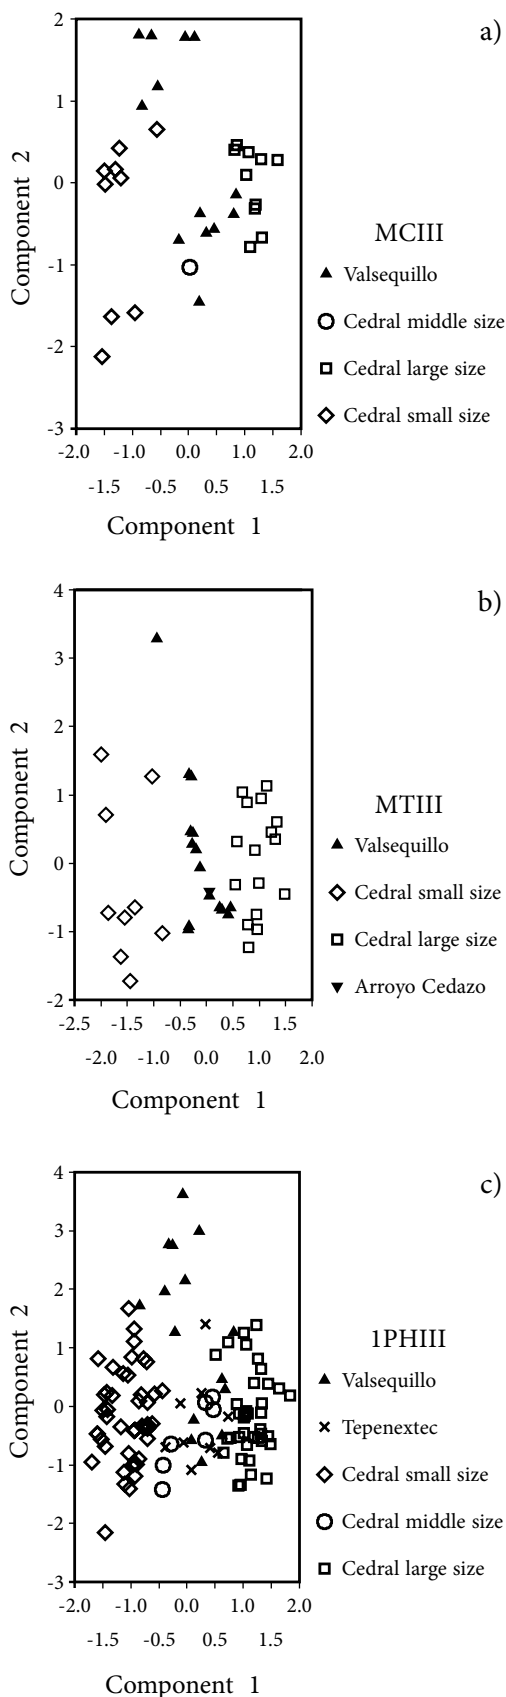 a)
2
1
0
-1
-2
-3
Component 2
-2.0 -1.0 0.0 1.0 2.0
-1.5 -0.5 0.5 1.5
Component 1
MCIII
Valsequillo
Cedral middle size
Cedral large size
Cedral small size
b)
4
3
2
1
0
-1
-2
Component 2
-2.5 -1.5 -0.5 0.5 1.5
-2.0 -1.0 0.0 1.0 2.0
Component 1
MTIII
Valsequillo
Cedral small size
Cedral large size
Arroyo Cedazo
c)
4
3
2
1
0
-1
-2
-3
Component 2
-2.0 -1.0 0.0 1.0 2.0
-1.5 -0.5 0.5 1.5
Component 1
1PHIII
Valsequillo
Tepenextec
Cedral small size
Cedral middle size
Cedral large size